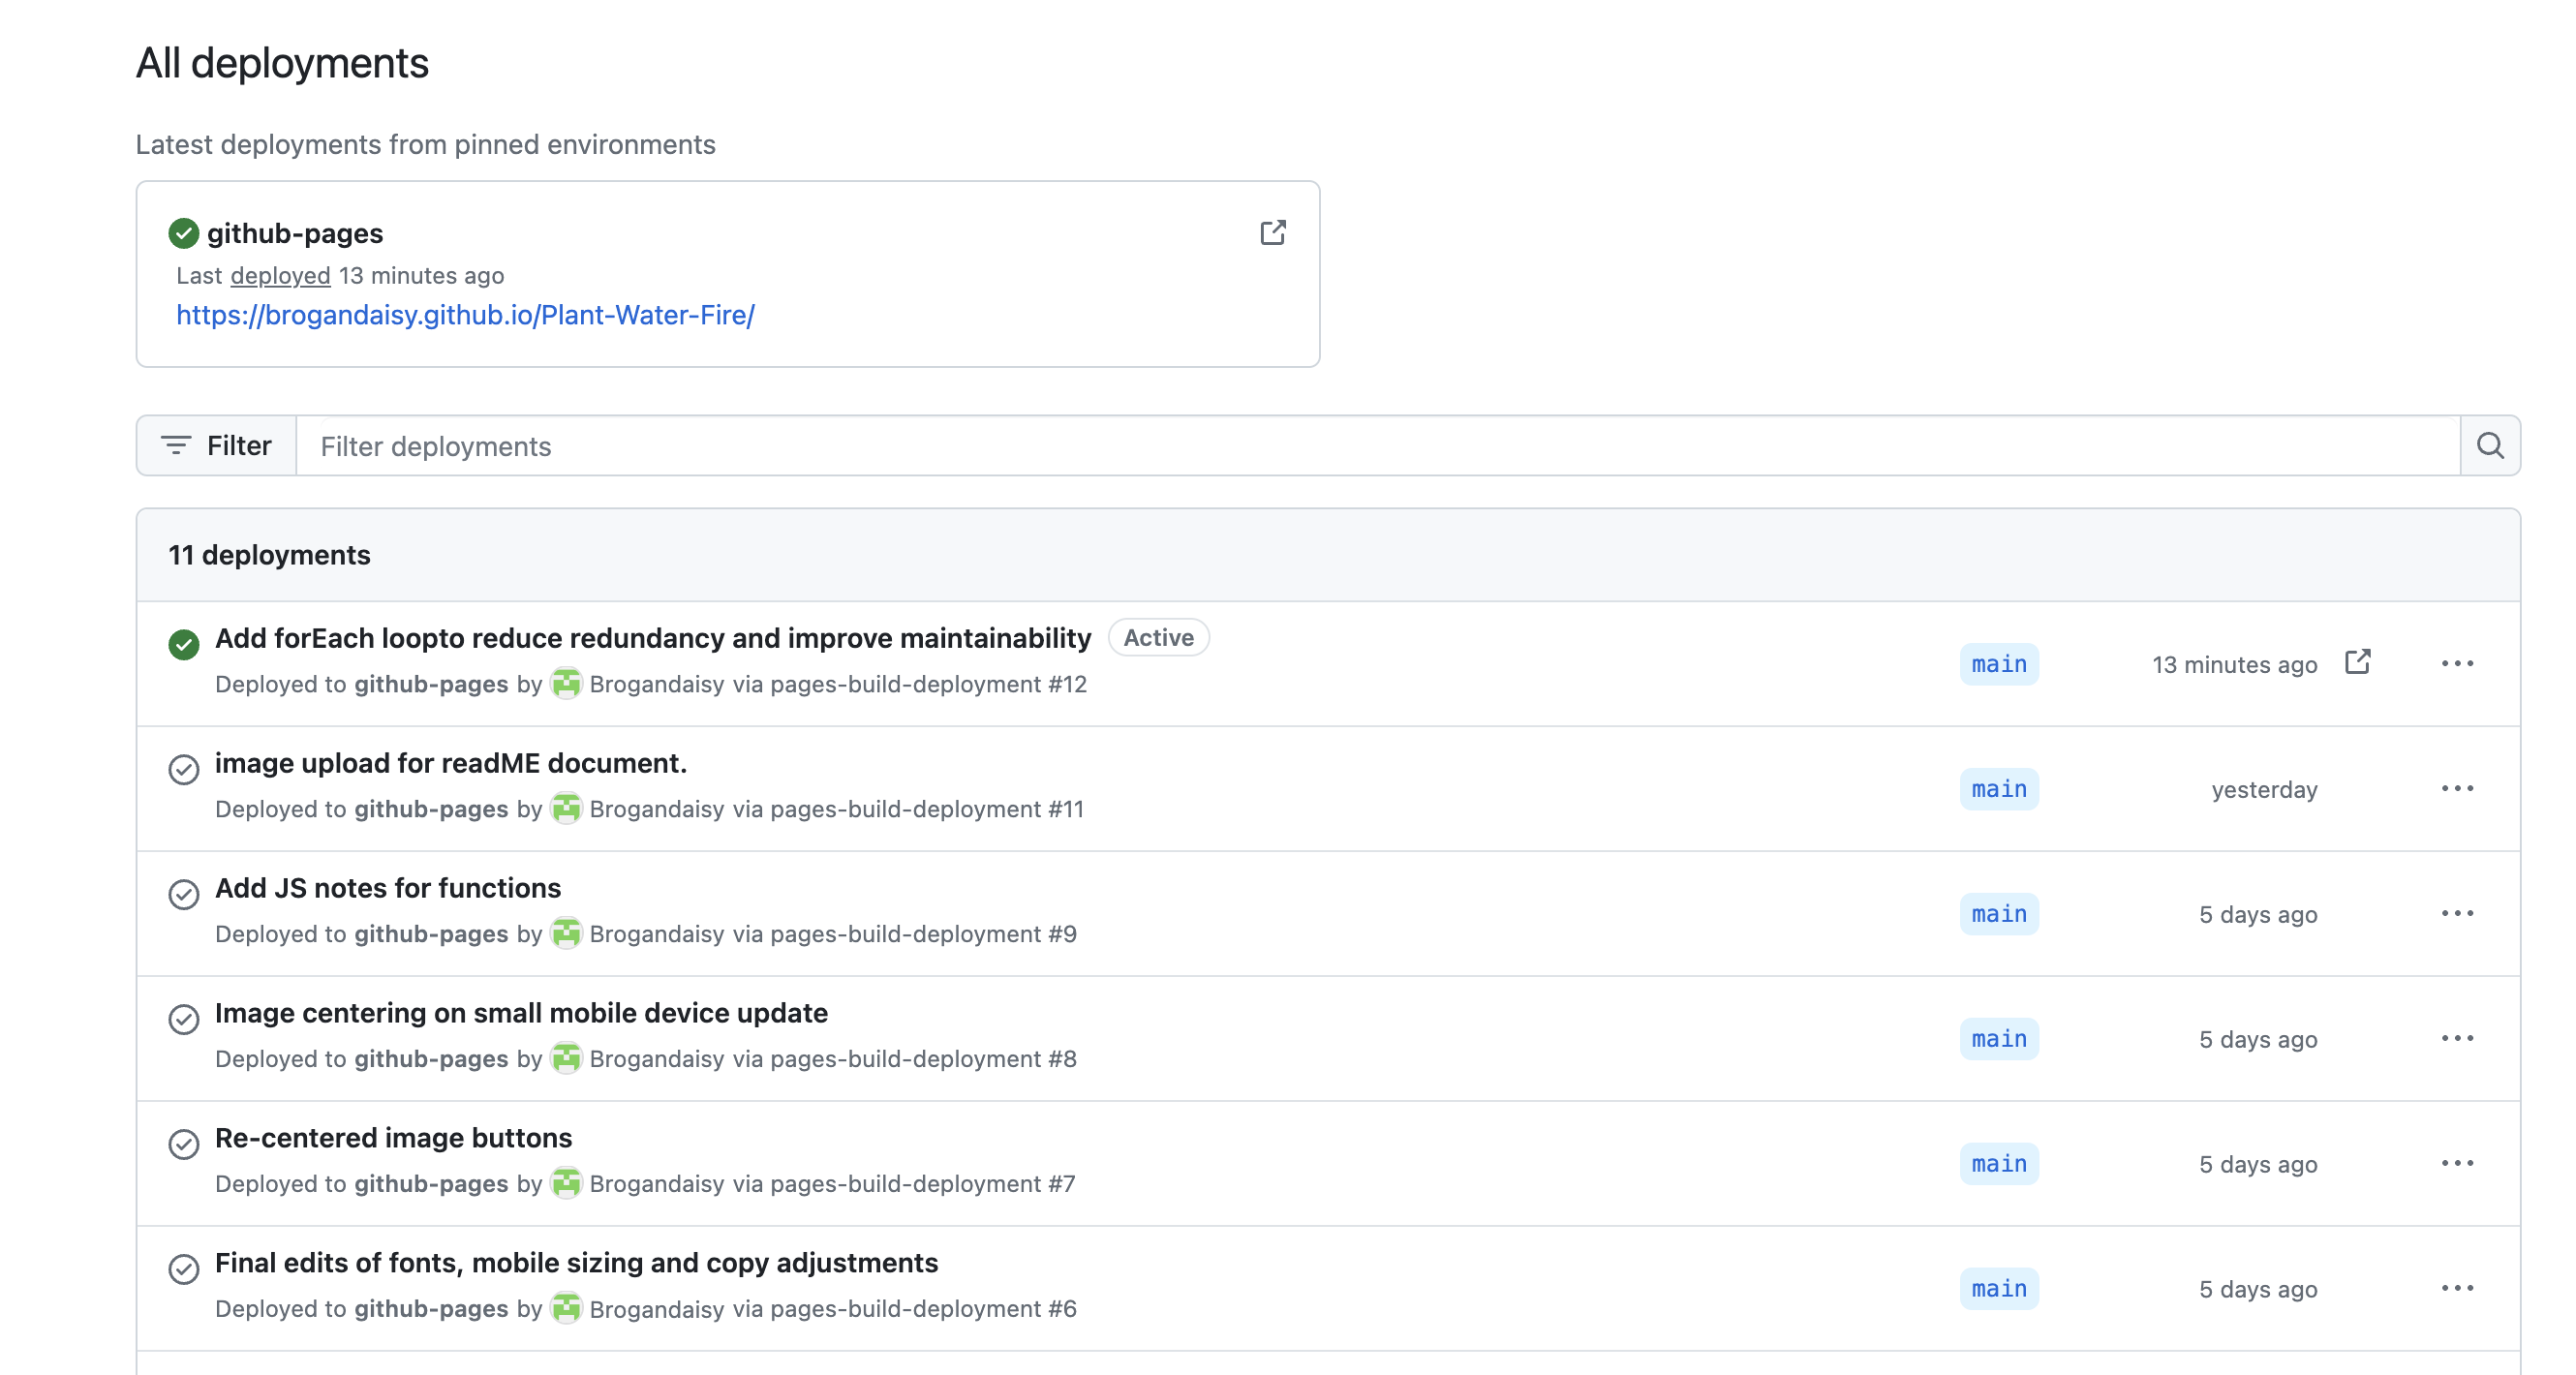 All deployments
Latest deployments from pinned environments
github-pages
Last deployed 13 minutes ago
https://brogandaisy.github.io/Plant-Water-Fire/
Filter
Filter deployments
11 deployments
Add forEach loopto reduce redundancy and improve maintainability Active
Deployed to github-pages by Brogandaisy via pages-build-deployment #12
main
13 minutes ago
image upload for readME document.
Deployed to github-pages by Brogandaisy via pages-build-deployment #11
main
yesterday
Add JS notes for functions
Deployed to github-pages by Brogandaisy via pages-build-deployment #9
main
5 days ago
Image centering on small mobile device update
Deployed to github-pages by Brogandaisy via pages-build-deployment #8
main
5 days ago
Re-centered image buttons
Deployed to github-pages by Brogandaisy via pages-build-deployment #7
main
5 days ago
Final edits of fonts, mobile sizing and copy adjustments
Deployed to github-pages by Brogandaisy via pages-build-deployment #6
main
5 days ago